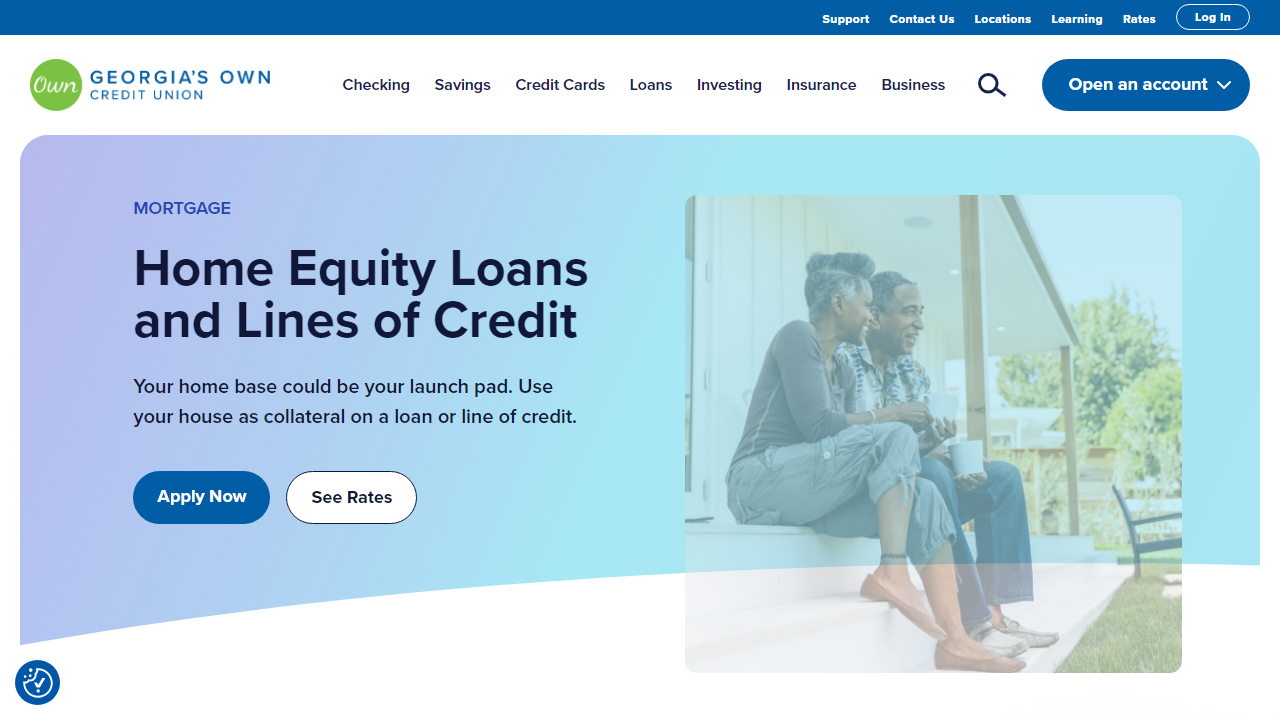 Support Contact Us Locations Learning Rates Log In
Own GEORGIA'S OWN
CREDIT UNION
Checking Savings Credit Cards Loans Investing Insurance Business Open an account
MORTGAGE
Home Equity Loans
and Lines of Credit
Your home base could be your launch pad. Use
your house as collateral on a loan or line of credit.
Apply Now See Rates